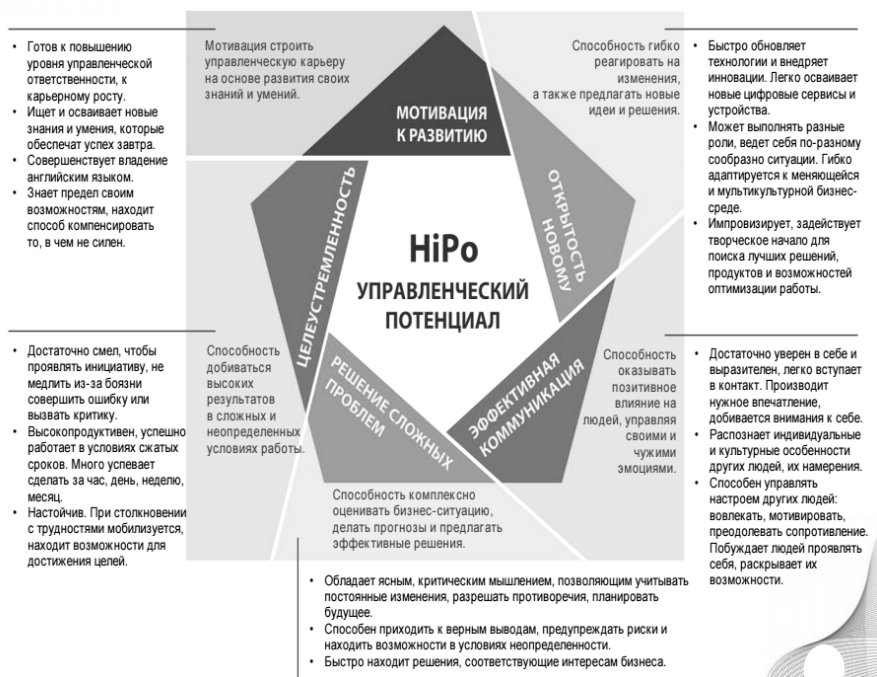 • Готов к повышению
уровня управленческой
ответственности, к
карьерному росту.
• Ищет и осваивает новые
знания и умения, которые
обеспечат успех завтра.
• Совершенствует владение
английским языком.
• Знает предел своим
возможностям, находит
способ компенсировать
то, в чем не силен.
Мотивация строить
управленческую карьеру
на основе развития своих
знаний и умений.
МОТИВАЦИЯ
К РАЗВИТИЮ
Способность гибко
реагировать на
изменения,
а также предлагать новые
идеи и решения.
• Быстро обновляет
технологии и внедряет
инновации. Легко осваивает
новые цифровые сервисы и
устройства.
• Может выполнять разные
роли, ведет себя по-разному
сообразно ситуации. Гибко
адаптируется к меняющейся
и мультикультурной бизнес-
среде.
• Импровизирует, задействует
творческое начало для
поиска лучших решений,
продуктов и возможностей
оптимизации работы.
ЦЕЛЕУСТРЕМЛЕННОСТЬ
ОТКРЫТОСТЬ
НОВОМУ
HiPo
УПРАВЛЕНЧЕСКИЙ
ПОТЕНЦИАЛ
• Достаточно смел, чтобы
проявлять инициативу, не
медлить из-за боязни
совершить ошибку или
вызвать критику.
• Высокопродуктивен, успешно
работает в условиях сжатых
сроков. Много успевает
сделать за час, день, неделю,
месяц.
• Настойчив. При столкновении
с трудностями мобилизуется,
находит возможности для
достижения целей.
Способность
добиваться
высоких
результатов
в сложных и
неопределенных
условиях работы.
РЕШЕНИЕ СЛОЖНЫХ
ПРОБЛЕМ
ЭФФЕКТИВНАЯ
КОММУНИКАЦИЯ
Способность
оказывать
позитивное
влияние на
людей, управляя
своими и
чужими
эмоциями.
• Достаточно уверен в себе и
выразителен, легко вступает
в контакт. Производит
нужное впечатление,
добивается внимания к себе.
• Распознает индивидуальные
и культурные особенности
других людей, их намерения.
• Способен управлять
настроем других людей:
вовлекать, мотивировать,
преодолевать сопротивление.
Побуждает людей проявлять
себя, раскрывает их
возможности.
Способность комплексно
оценивать бизнес-ситуацию,
делать прогнозы и предлагать
эффективные решения.
• Обладает ясным, критическим мышлением, позволяющим учитывать
постоянные изменения, разрешать противоречия, планировать
будущее.
• Способен приходить к верным выводам, предупреждать риски и
находить возможности в условиях неопределенности.
• Быстро находит решения, соответствующие интересам бизнеса.